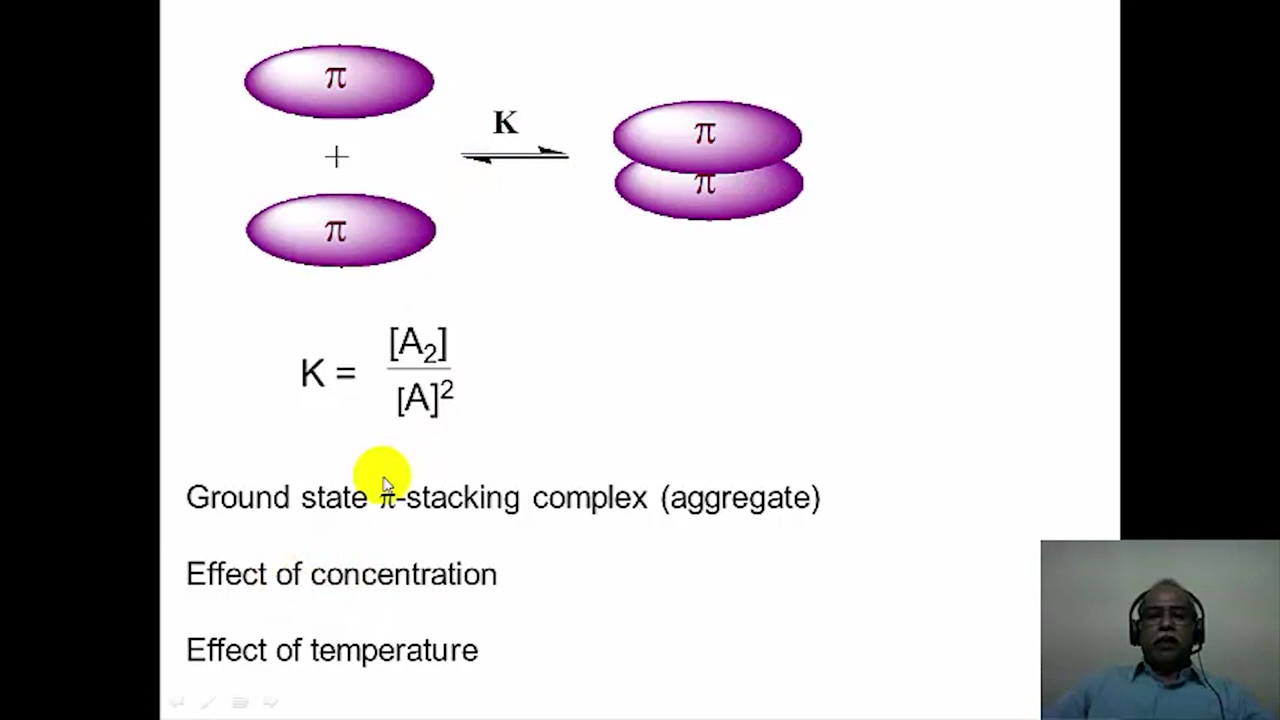 π
+
π
K
π
π
K = [A₂]
[A]²
Ground state π-stacking complex (aggregate)
Effect of concentration
Effect of temperature